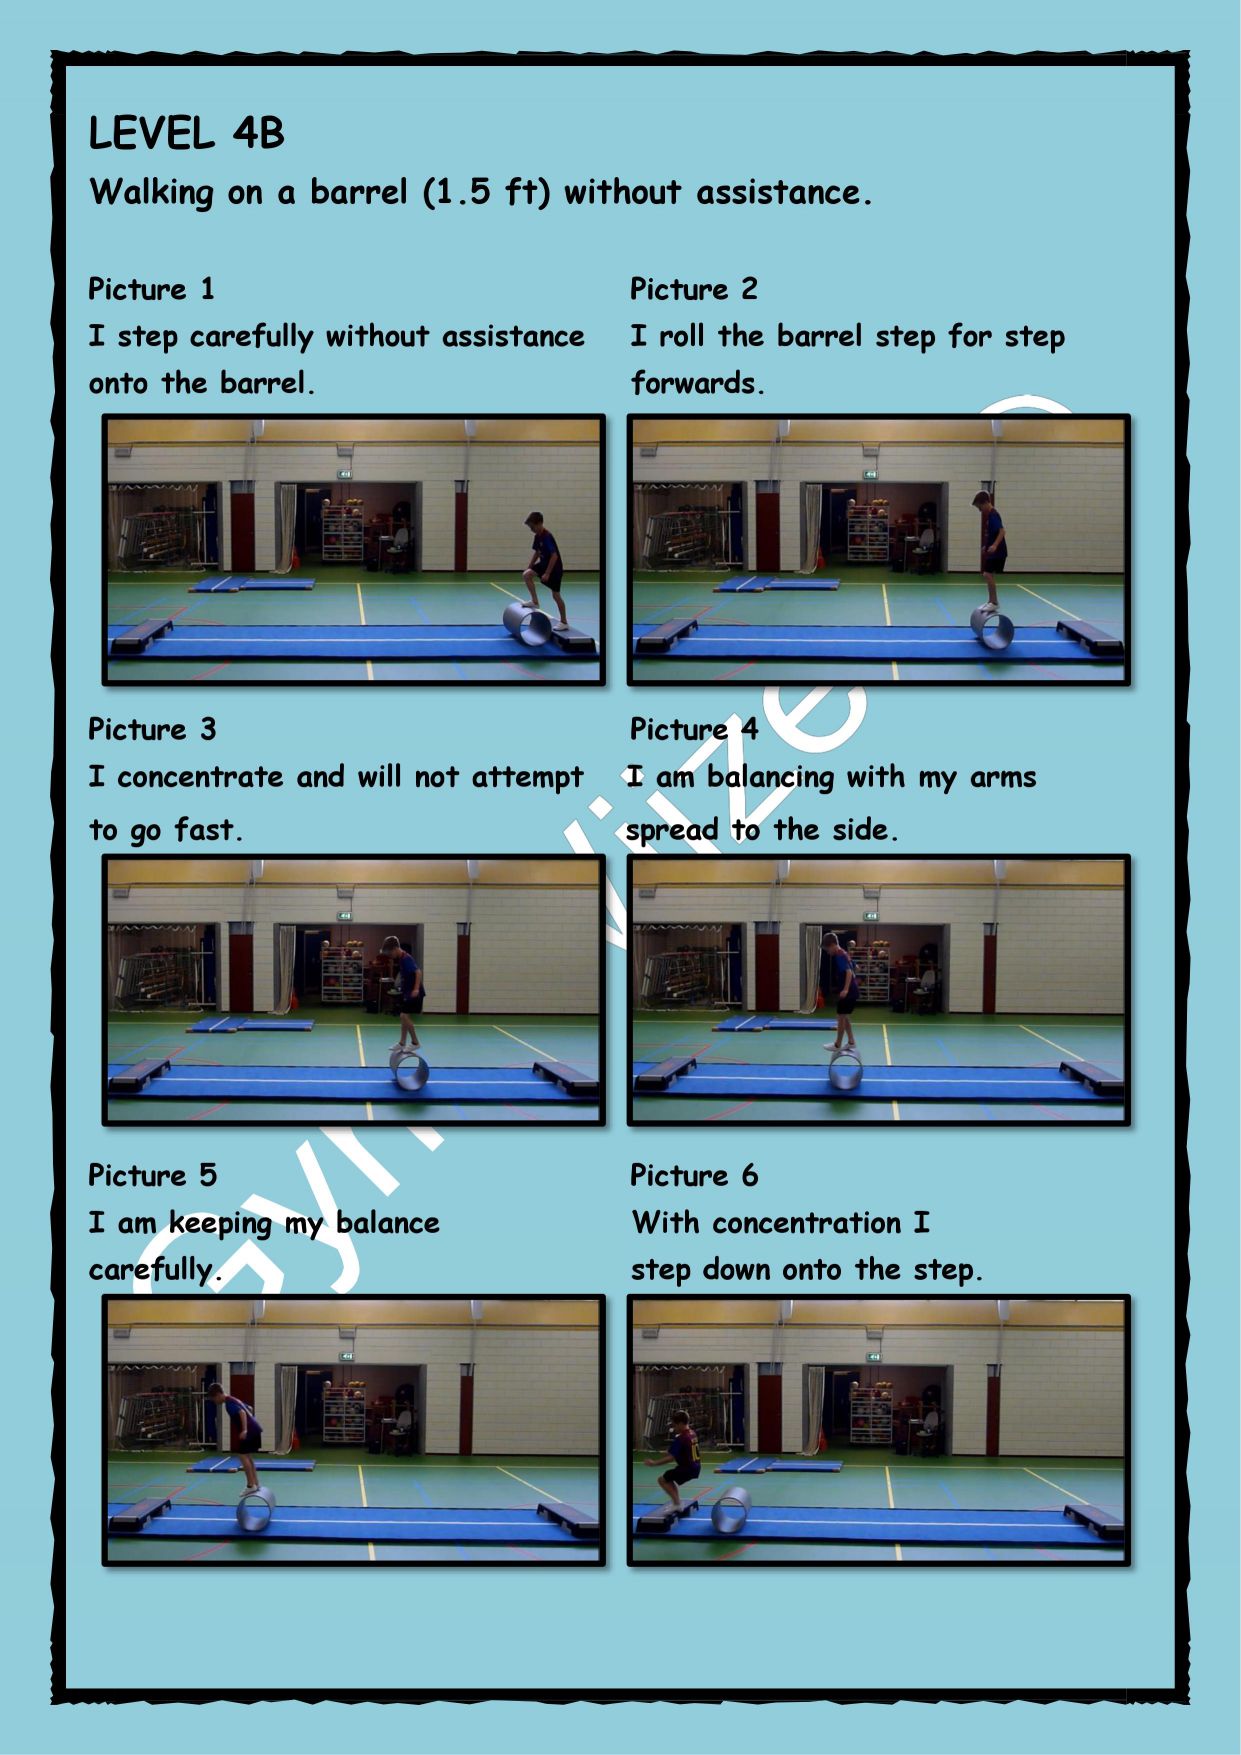 LEVEL 4B
Walking on a barrel (1.5 ft) without assistance.
Picture 1
I step carefully without assistance
onto the barrel.
Picture 2
I roll the barrel step for step
forwards.
Picture 3
I concentrate and will not attempt
to go fast.
Picture 4
I am balancing with my arms
spread to the side.
Picture 5
I am keeping my balance
carefully.
Picture 6
With concentration I
step down onto the step.
10